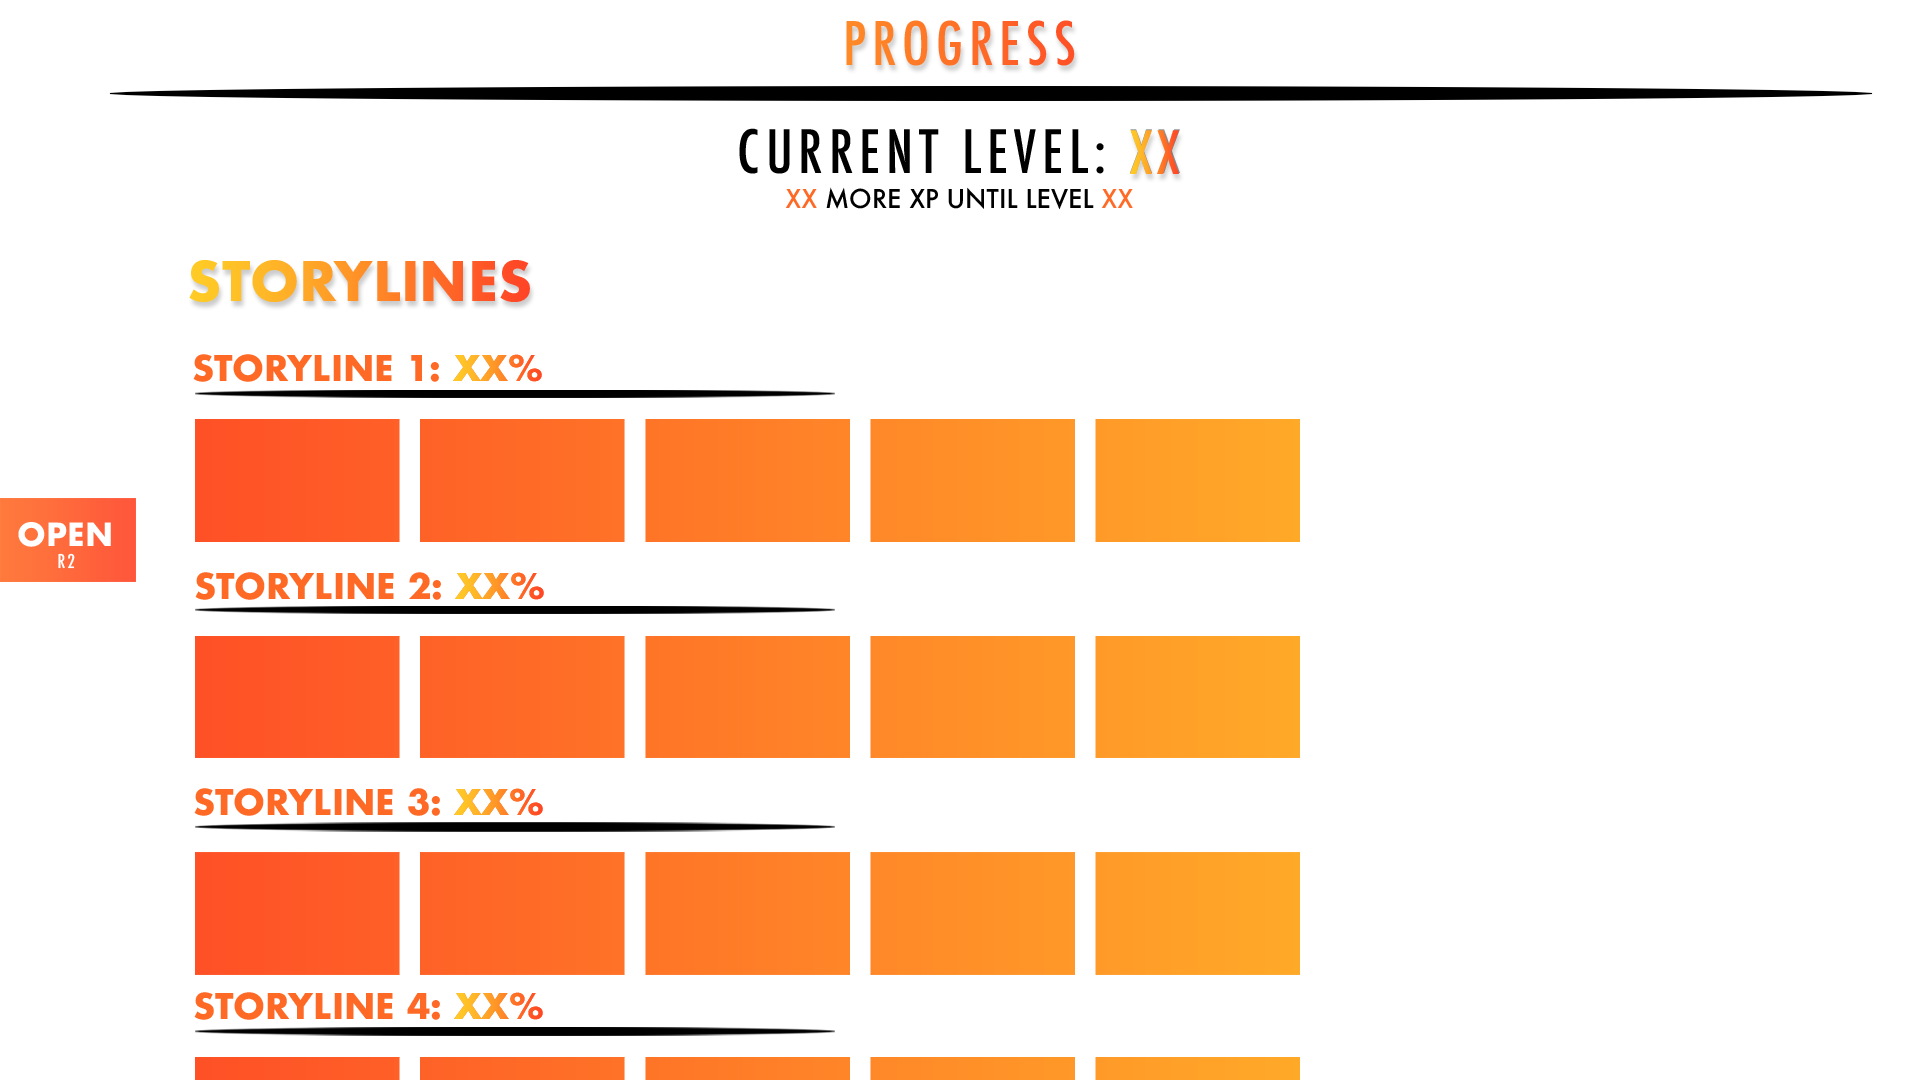 PROGRESS
CURRENT LEVEL: XX
XX MORE XP UNTIL LEVEL XX
STORYLINES
STORYLINE 1: XX%
OPEN
R2
STORYLINE 2: XX%
STORYLINE 3: XX%
STORYLINE 4: XX%